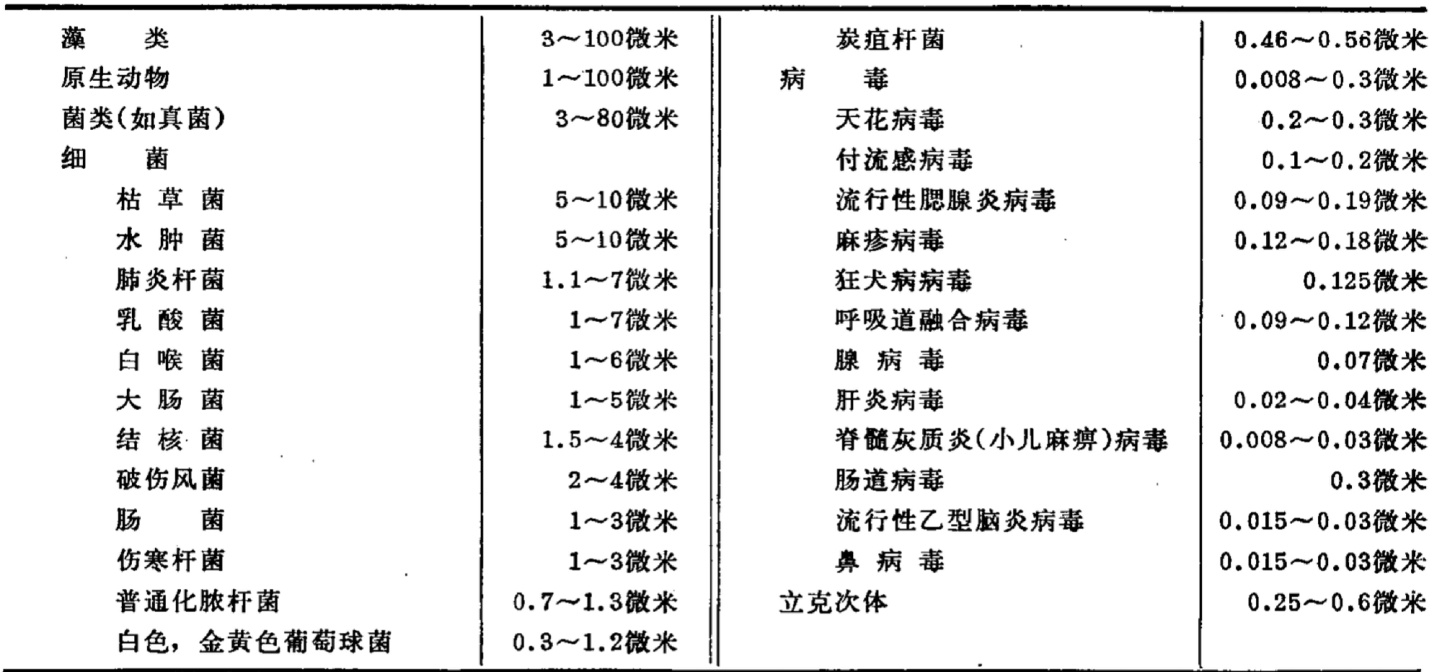 藻 类 3～100微米
原生动物 1～100微米
菌类(如真菌) 3～80微米
细 菌
枯草菌 5～10微米
水肿菌 5～10微米
肺炎杆菌 1.1～7微米
乳酸菌 1～7微米
白喉菌 1～6微米
大肠菌 1～5微米
结核菌 1.5～4微米
破伤风菌 2～4微米
肠 菌 1～3微米
伤寒杆菌 1～3微米
普通化脓杆菌 0.7～1.3微米
白色，金黄色葡萄球菌 0.3～1.2微米
炭疽杆菌 0.46～0.56微米
病 毒 0.008～0.3微米
天花病毒 0.2～0.3微米
付流感病毒 0.1～0.2微米
流行性腮腺炎病毒 0.09～0.19微米
麻疹病毒 0.12～0.18微米
狂犬病病毒 0.125微米
呼吸道融合病毒 0.09～0.12微米
腺病毒 0.07微米
肝炎病毒 0.02～0.04微米
脊髓灰质炎(小儿麻痹)病毒 0.008～0.03微米
肠道病毒 0.3微米
流行性乙型脑炎病毒 0.015～0.03微米
鼻病毒 0.015～0.03微米
立克次体 0.25～0.6微米